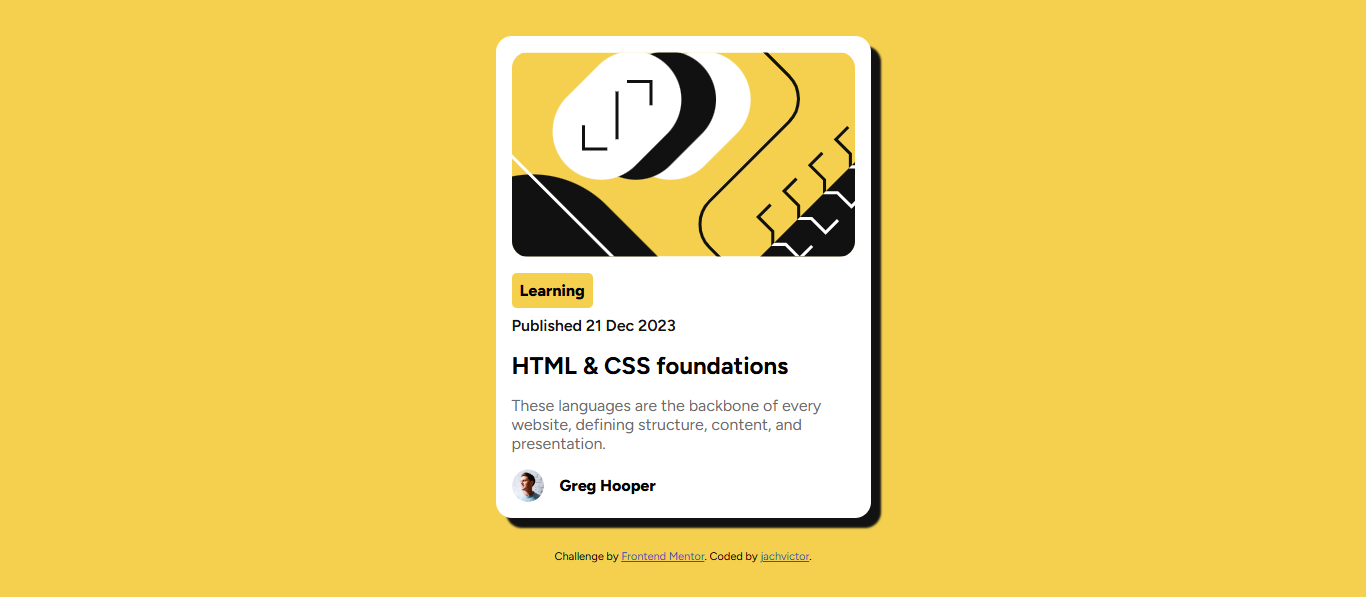 Learning
Published 21 Dec 2023
HTML & CSS foundations
These languages are the backbone of every
website, defining structure, content, and
presentation.
Greg Hooper
Challenge by Frontend Mentor. Coded by jachvictor.